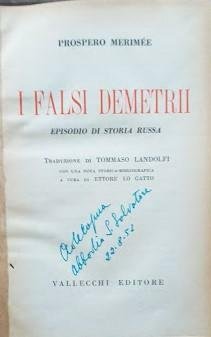 PROSPERO MERIMÉE
I FALSI DEMETRII
EPISODIO DI STORIA RUSSA
TRADUZIONE DI TOMMASO LANDOLFI
CON UNA NOTA STORICO-BIBLIOGRAFICA
A CURA DI ETTORE LO GATTO
Abbadia S. Salvatore
22.8.52
VALLECCHI EDITORE